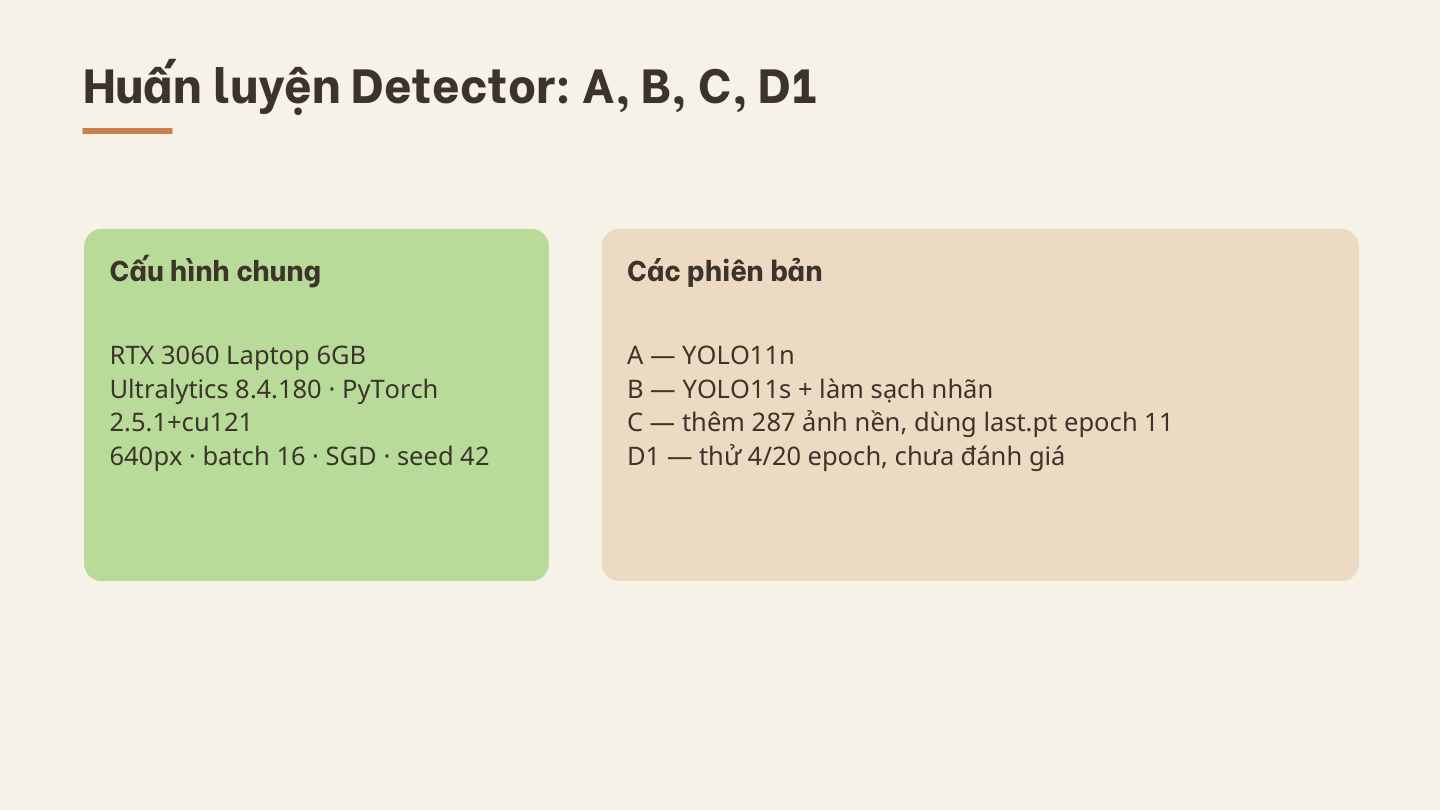 Huấn luyện Detector: A, B, C, D1
Cấu hình chung
RTX 3060 Laptop 6GB
Ultralytics 8.4.180 · PyTorch
2.5.1+cu121
640px · batch 16 · SGD · seed 42
Các phiên bản
A — YOLO11n
B — YOLO11s + làm sạch nhãn
C — thêm 287 ảnh nền, dùng last.pt epoch 11
D1 — thử 4/20 epoch, chưa đánh giá